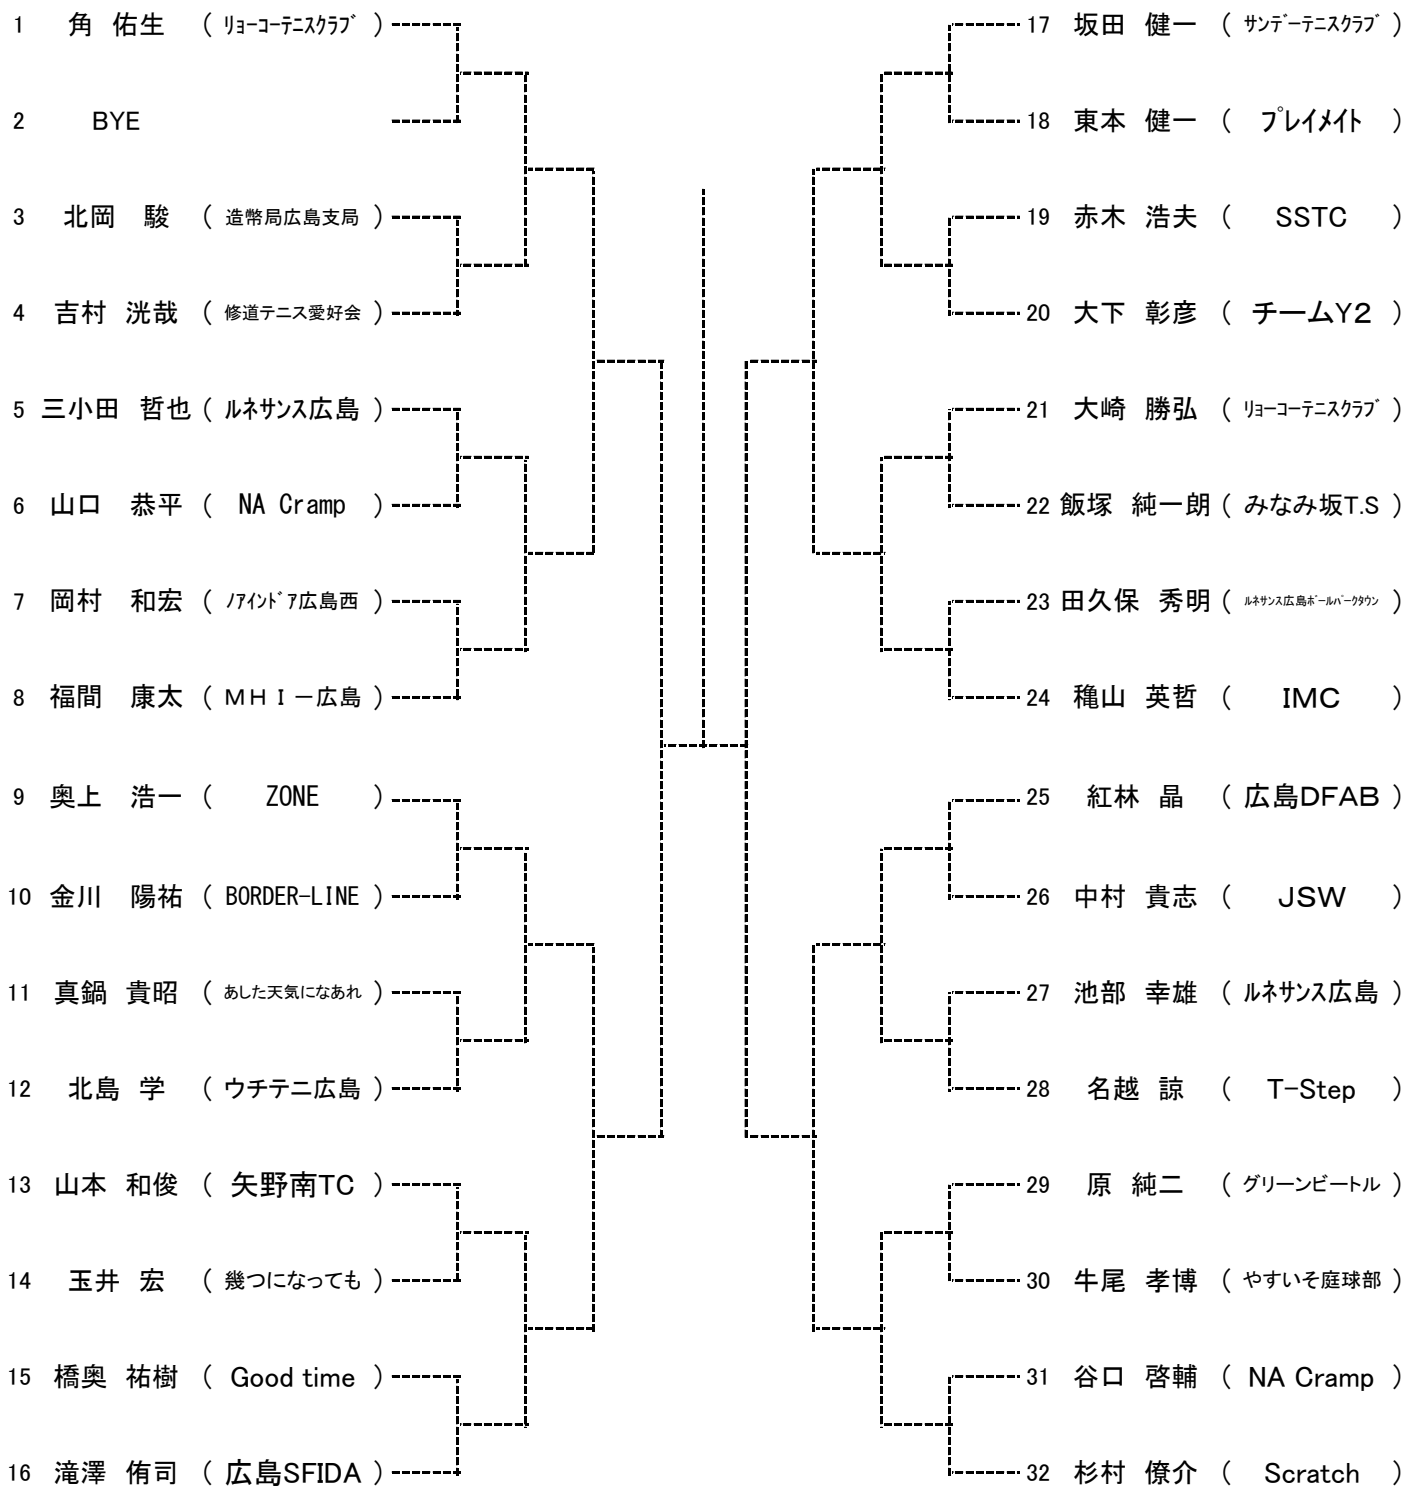 1 角 佑生 ( ﾘｮｰｺｰﾃﾆｽｸﾗﾌﾞ )
2 BYE
3 北岡 駿 ( 造幣局広島支局 )
4 吉村 洸哉 ( 修道テニス愛好会 )
5 三小田 哲也 ( ﾙﾈｻﾝｽ広島 )
6 山口 恭平 ( NA Cramp )
7 岡村 和宏 ( ﾉｱｲﾝﾄﾞｱ広島西 )
8 福間 康太 ( ＭＨＩ－広島 )
9 奥上 浩一 ( ZONE )
10 金川 陽祐 ( BORDER-LINE )
11 真鍋 貴昭 ( あした天気になあれ )
12 北島 学 ( ウチテニ広島 )
13 山本 和俊 ( 矢野南TC )
14 玉井 宏 ( 幾つになっても )
15 橋奥 祐樹 ( Good time )
16 滝澤 侑司 ( 広島SFIDA )
17 坂田 健一 ( ｻﾝﾃﾞｰﾃﾆｽｸﾗﾌﾞ )
18 東本 健一 ( ﾌﾟﾚｲﾒｲﾄ )
19 赤木 浩夫 ( SSTC )
20 大下 彰彦 ( チームY2 )
21 大崎 勝弘 ( ﾘｮｰｺｰﾃﾆｽｸﾗﾌﾞ )
22 飯塚 純一朗 ( みなみ坂T.S )
23 田久保 秀明 ( ﾙﾈｻﾝｽ広島ﾎﾞｰﾙﾊﾟｰｸﾀｳﾝ )
24 穐山 英哲 ( IMC )
25 紅林 晶 ( 広島DFAB )
26 中村 貴志 ( JSW )
27 池部 幸雄 ( ﾙﾈｻﾝｽ広島 )
28 名越 諒 ( T-Step )
29 原 純二 ( グリーンビートル )
30 牛尾 孝博 ( やすいそ庭球部 )
31 谷口 啓輔 ( NA Cramp )
32 杉村 僚介 ( Scratch )